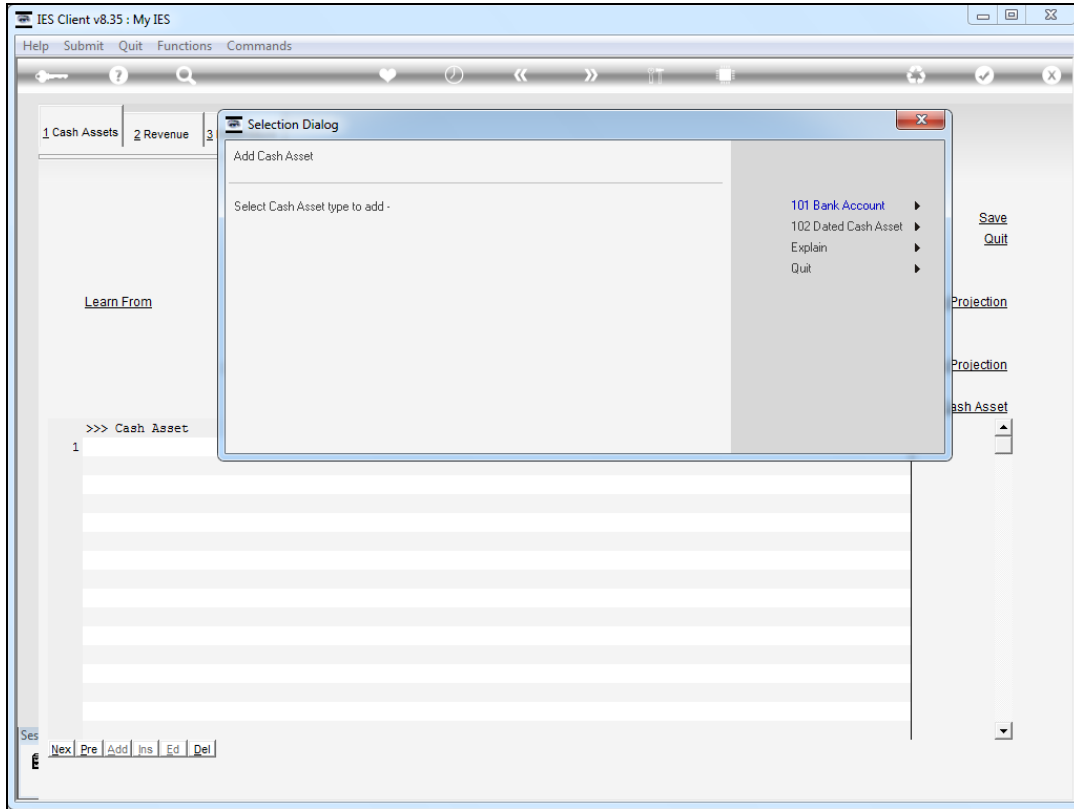 IES Client v8.35 : My IES
Help Submit Quit Functions Commands
1 Cash Assets 2 Revenue 3
Selection Dialog
Add Cash Asset
Select Cash Asset type to add -
101 Bank Account
102 Dated Cash Asset
Explain
Quit
Save
Quit
Learn From
Projection
Projection
ash Asset
>>> Cash Asset
1
Ses
Nex Pre Add Ins Ed Del